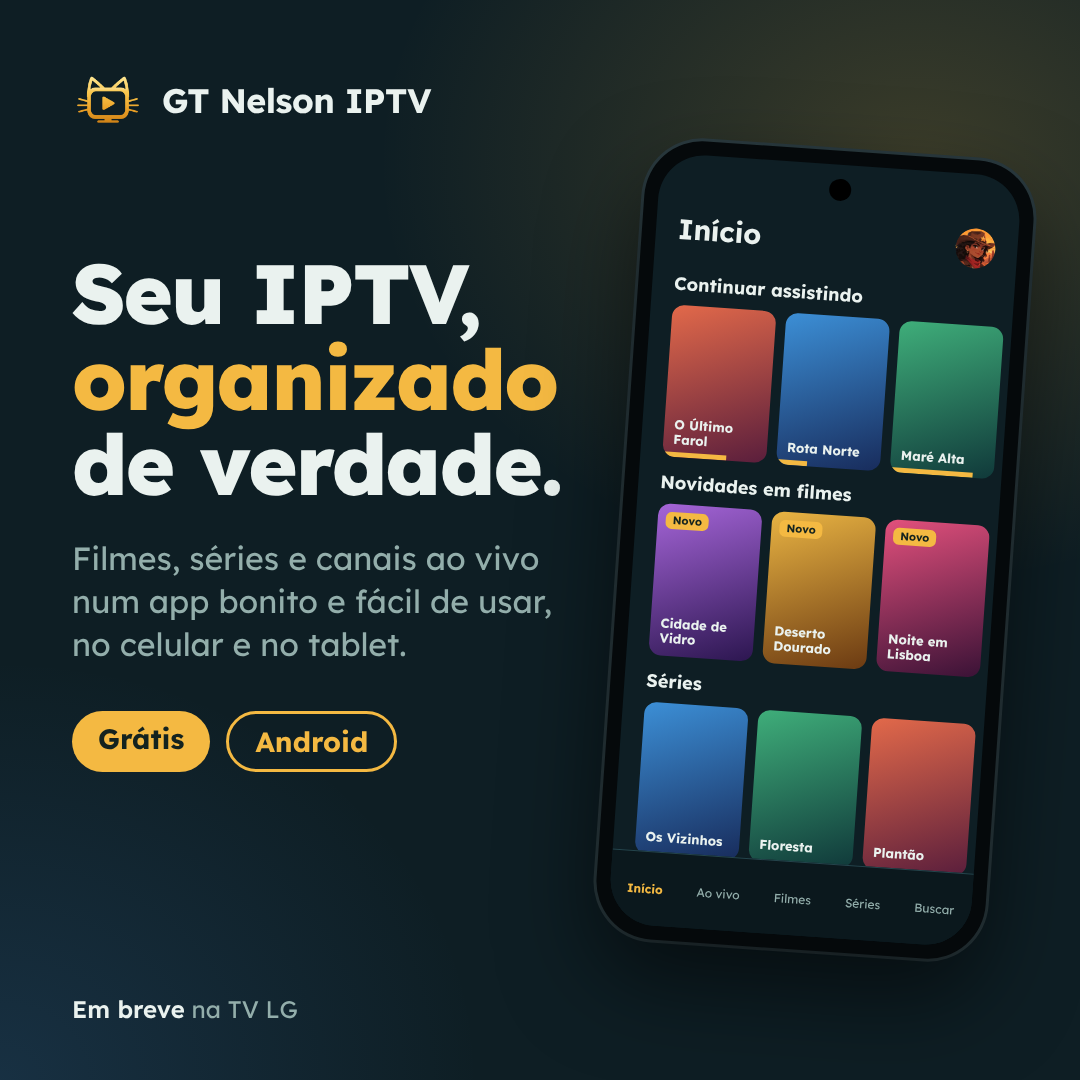 GT Nelson IPTV
Seu IPTV,
organizado
de verdade.
Filmes, séries e canais ao vivo
num app bonito e fácil de usar,
no celular e no tablet.
Grátis
Android
Em breve na TV LG
Início
Continuar assistindo
O Último
Farol
Rota Norte
Maré Alta
Novidades em filmes
Novo
Novo
Novo
Cidade de
Vidro
Deserto
Dourado
Noite em
Lisboa
Séries
Os Vizinhos
Floresta
Plantão
Início
Ao vivo
Filmes
Séries
Buscar